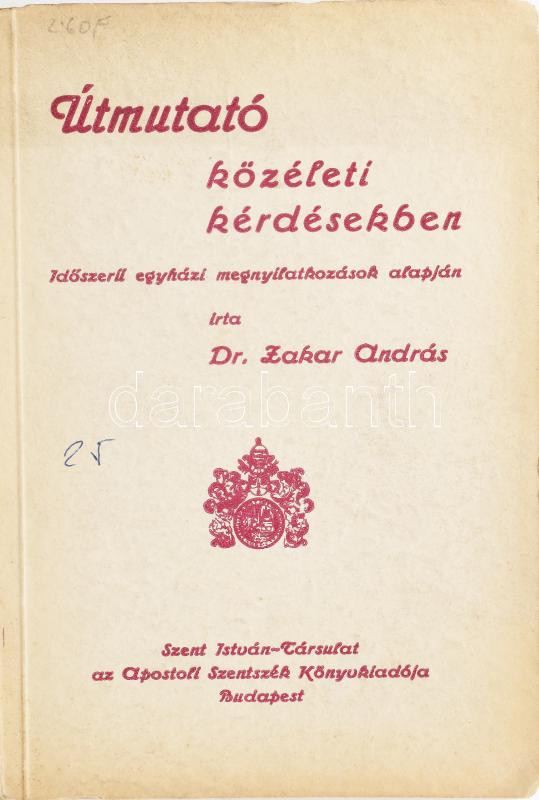 2.60F
Útmutató
közéleti
kérdésekben
Időszerű egyházi megnyilatkozások alapján
írta
Dr. Zakar András
darabanth
25
Szent István-Társulat
az Apostoli Szentszék Könyvkiadója
Budapest